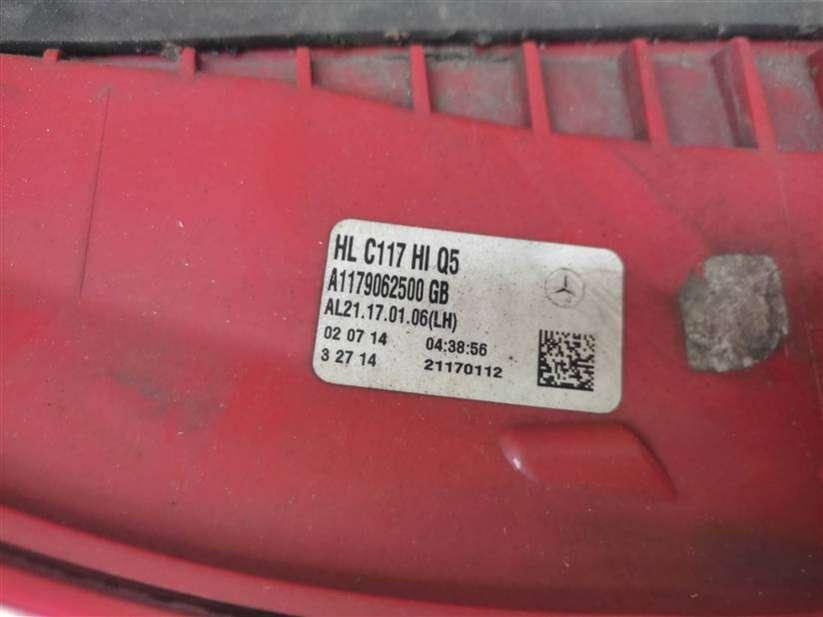 HL C117 HI Q5
A1179062500 GB
AL21.17.01.06(LH)
02 07 14 04:38:56
3 27 14 21170112